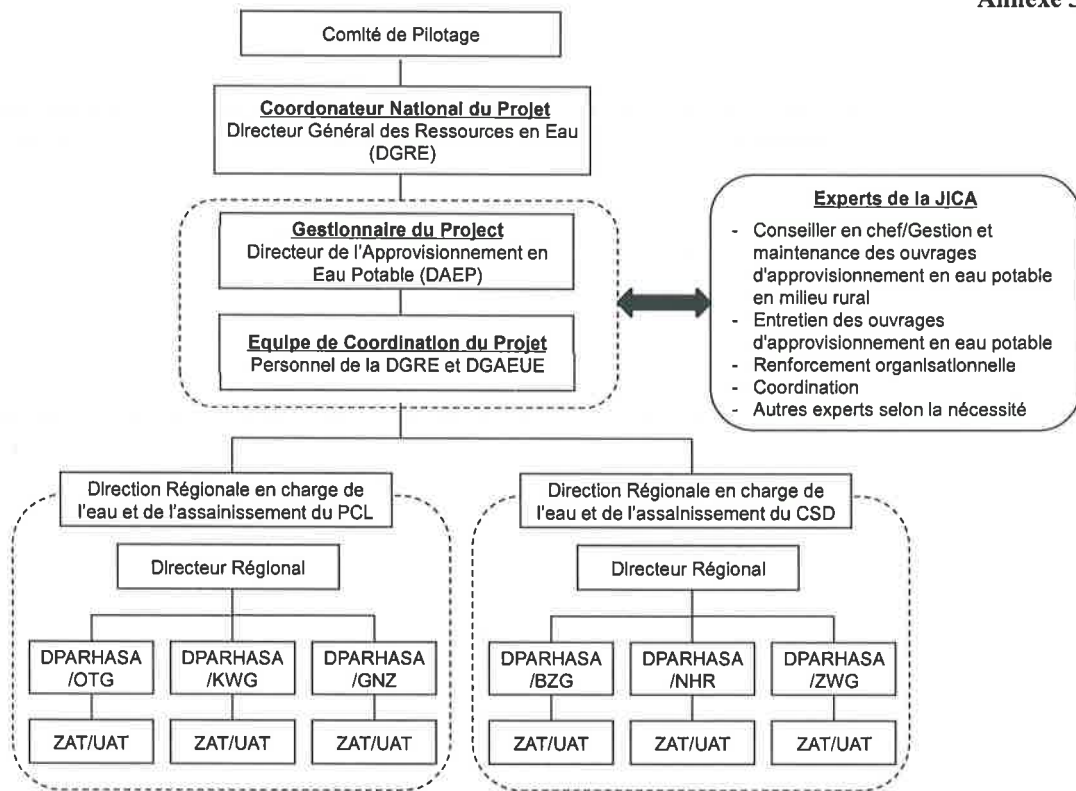 Annexe 3
Comité de Pilotage
Coordonateur National du Projet
Directeur Général des Ressources en Eau
(DGRE)
Gestionnaire du Project
Directeur de l'Approvisionnement en
Eau Potable (DAEP)
Equipe de Coordination du Projet
Personnel de la DGRE et DGAEUE
Experts de la JICA
- Conseiller en chef/Gestion et
maintenance des ouvrages
d'approvisionnement en eau potable
en milieu rural
- Entretien des ouvrages
d'approvisionnement en eau potable
- Renforcement organisationnelle
- Coordination
- Autres experts selon la nécessité
Direction Régionale en charge de
l'eau et de l'assainissement du PCL
Directeur Régional
DPARHASA
/OTG
DPARHASA
/KWG
DPARHASA
/GNZ
ZAT/UAT
ZAT/UAT
ZAT/UAT
Direction Régionale en charge de
l'eau et de l'assainissement du CSD
Directeur Régional
DPARHASA
/BZG
DPARHASA
/NHR
DPARHASA
/ZWG
ZAT/UAT
ZAT/UAT
ZAT/UAT